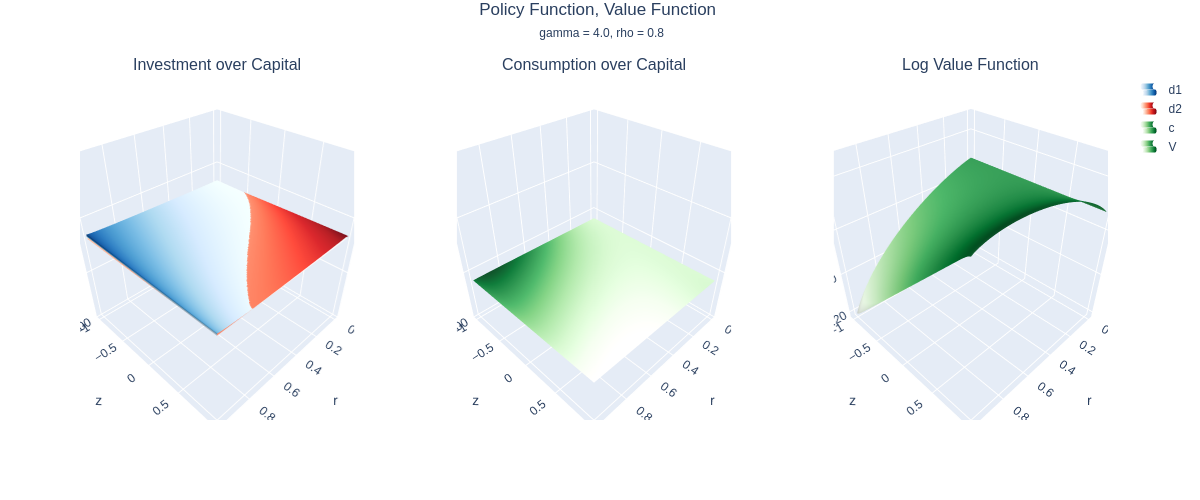 Policy Function, Value Function
gamma = 4.0, rho = 0.8
Investment over Capital
Consumption over Capital
Log Value Function
d1
d2
c
V
−0.5
0
0.5
z
0
0.2
0.4
0.6
0.8
r
−0.5
0
0.5
z
0
0.2
0.4
0.6
0.8
r
−1
−0.5
0
0.5
z
0
0.2
0.4
0.6
0.8
r